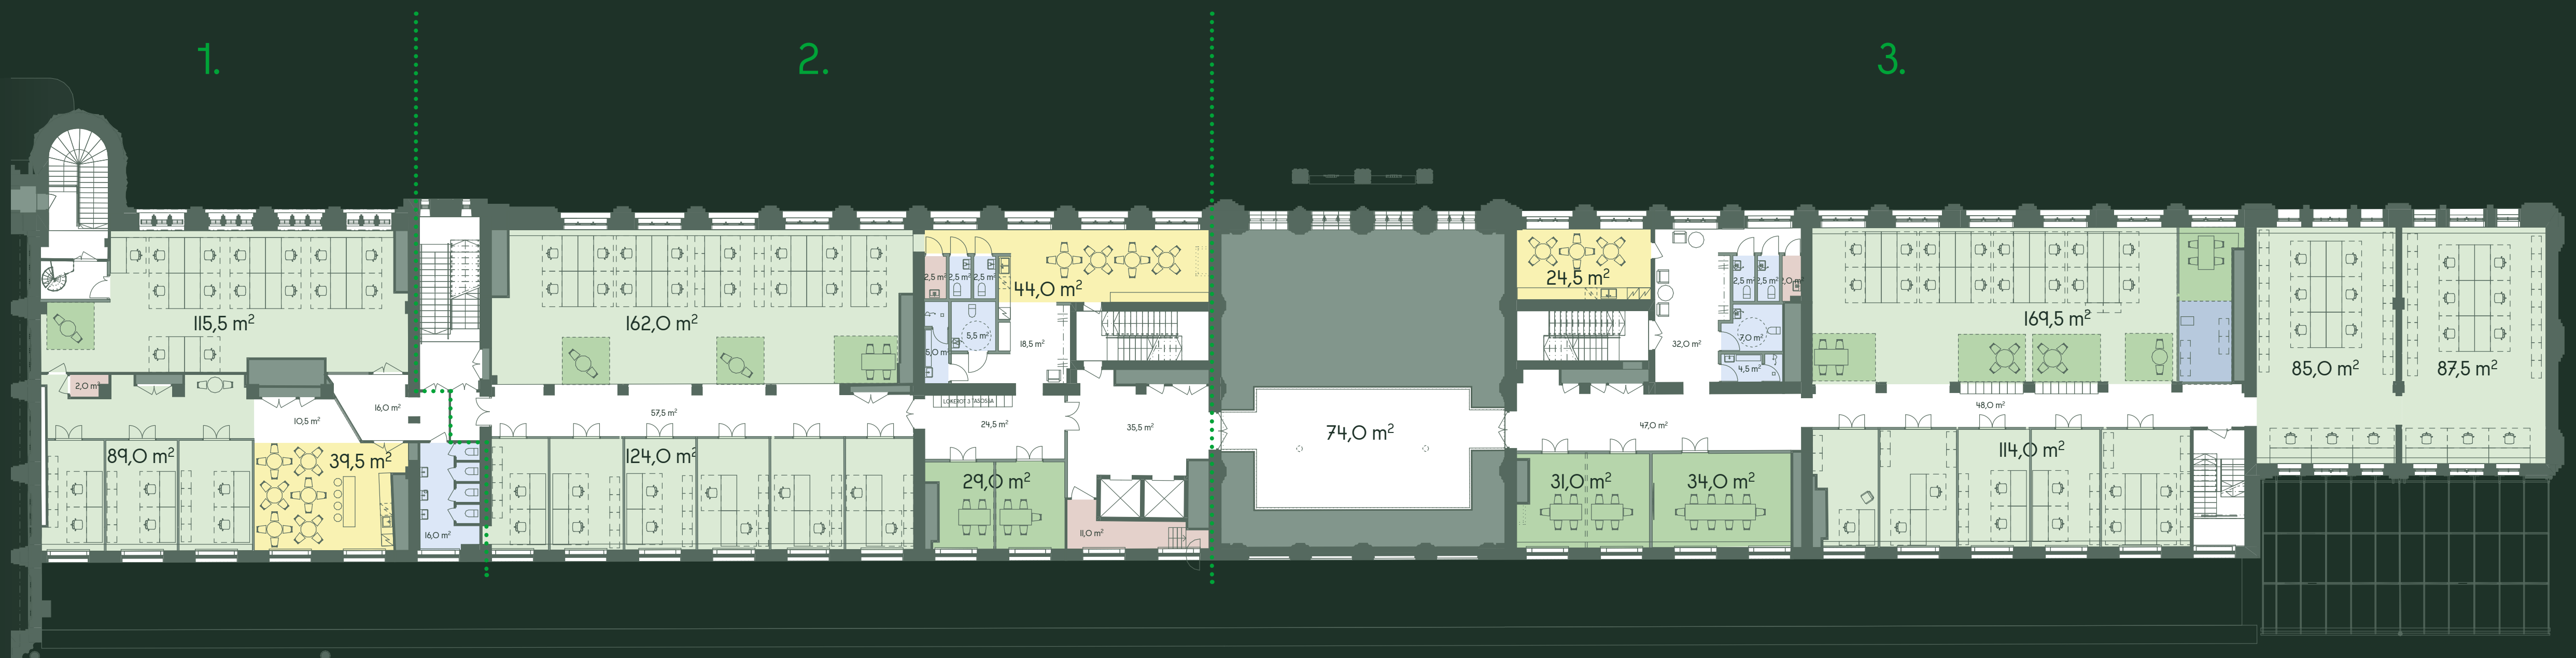 1.
2.
3.
115,5 m²
2,0 m²
16,0 m²
10,5 m²
89,0 m²
39,5 m²
16,0 m²
162,0 m²
57,5 m²
124,0 m²
2,5 m²
2,5 m²
2,5 m²
44,0 m²
5,5 m²
5,0 m
18,5 m²
24,5 m²
35,5 m²
29,0 m²
11,0 m²
74,0 m²
24,5 m²
32,0 m²
2,5 m²
2,5 m²
2,0 m²
7,0 m²
4,5 m²
47,0 m²
31,0 m²
34,0 m²
169,5 m²
48,0 m²
114,0 m²
85,0 m²
87,5 m²